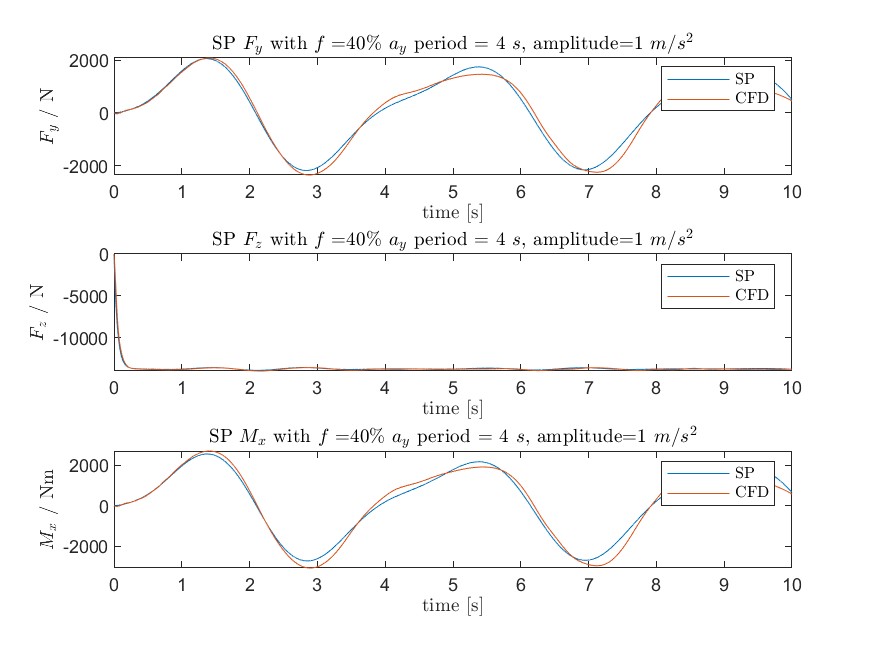 SP F_y with f =40% a_y period = 4 s, amplitude=1 m/s^2
2000
0
-2000
F_y / N
SP
CFD
0 1 2 3 4 5 6 7 8 9 10
time [s]
SP F_z with f =40% a_y period = 4 s, amplitude=1 m/s^2
0
-5000
-10000
F_z / N
SP
CFD
0 1 2 3 4 5 6 7 8 9 10
time [s]
SP M_x with f =40% a_y period = 4 s, amplitude=1 m/s^2
2000
0
-2000
M_x / Nm
SP
CFD
0 1 2 3 4 5 6 7 8 9 10
time [s]